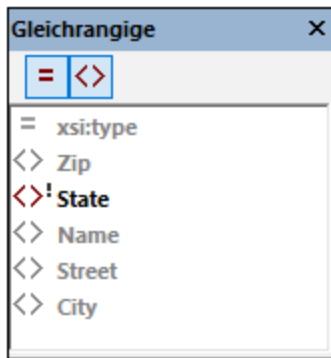 Gleichrangige
= <>
= xsi:type
<> Zip
<>! State
<> Name
<> Street
<> City